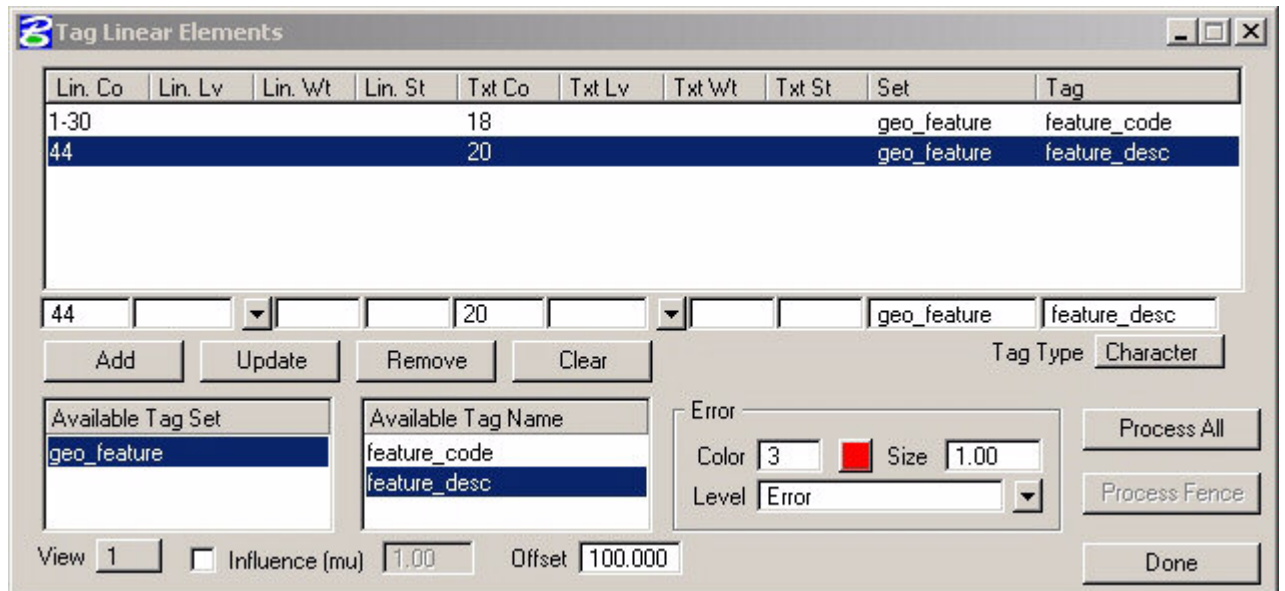 Tag Linear Elements
Lin. Co Lin. Lv Lin. Wt Lin. St Txt Co Txt Lv Txt Wt Txt St Set Tag
1-30 18 geo_feature feature_code
44 20 geo_feature feature_desc
44 20 geo_feature feature_desc
Add Update Remove Clear Tag Type Character
Available Tag Set Available Tag Name Error
geo_feature feature_code Color 3 Size 1.00 Process All
feature_desc Level Error Process Fence
View 1 Influence (mu) 1.00 Offset 100.000 Done